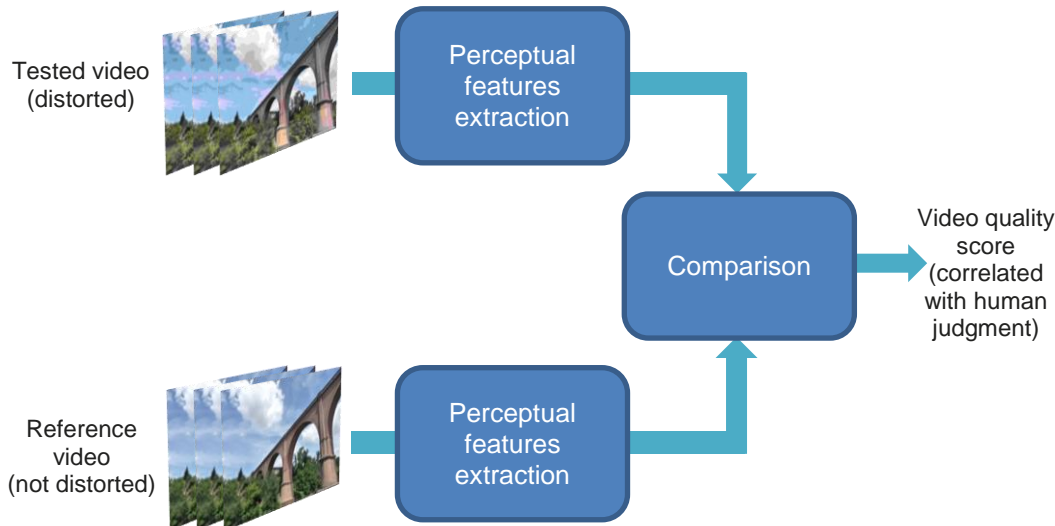 Tested video
(distorted)
Perceptual
features
extraction
Comparison
Video quality
score
(correlated
with human
judgment)
Reference
video
(not distorted)
Perceptual
features
extraction